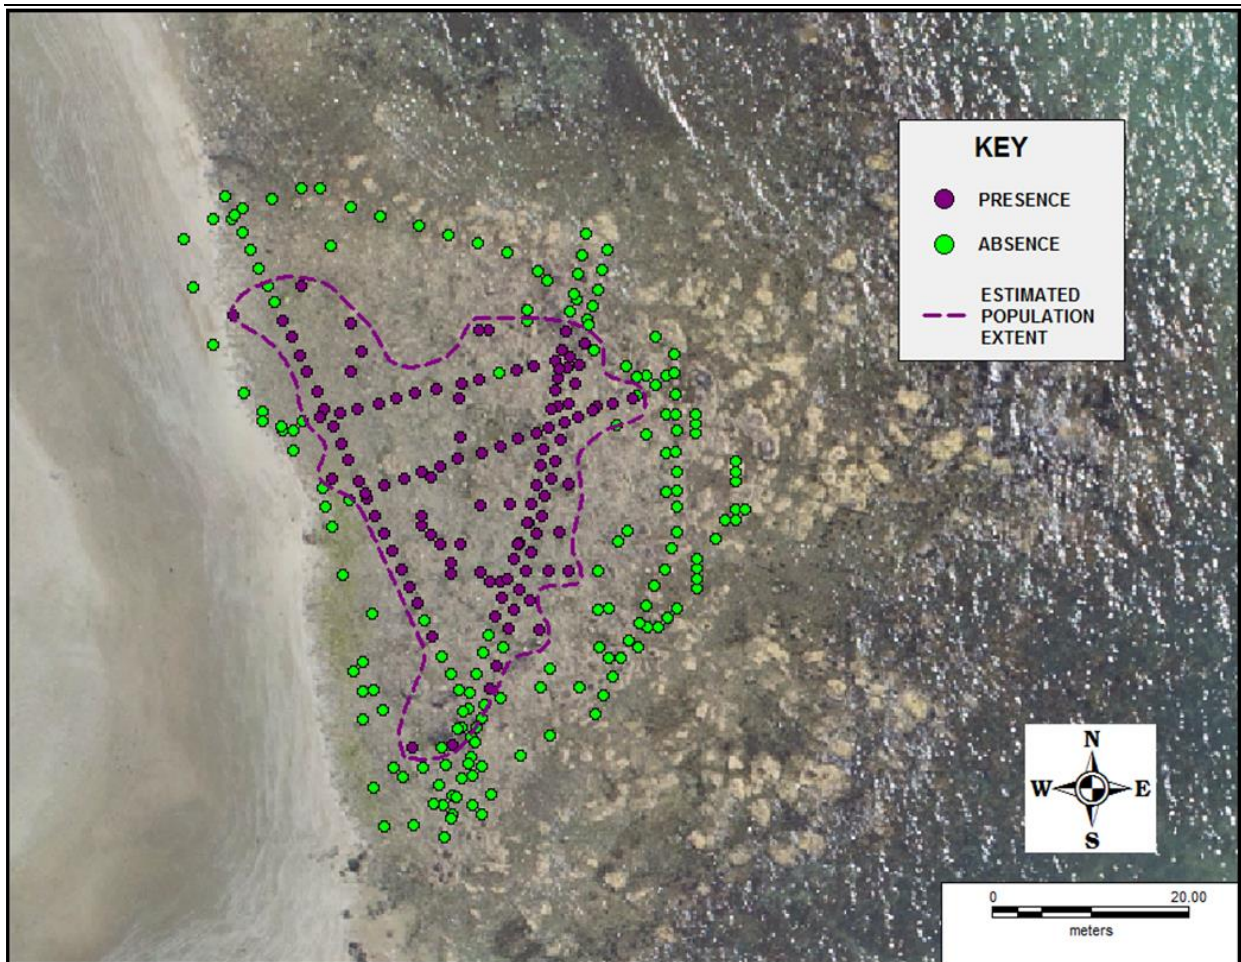 KEY
PRESENCE
ABSENCE
ESTIMATED
POPULATION
EXTENT
N
W E
S
0 20.00
meters